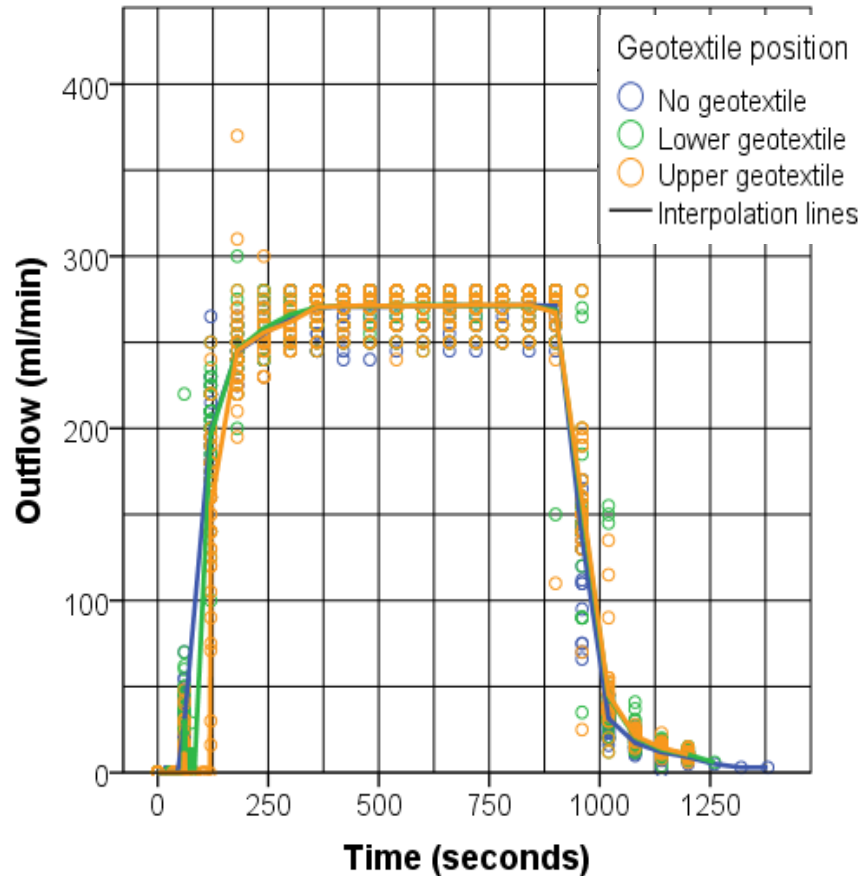 Geotextile position
No geotextile
Lower geotextile
Upper geotextile
Interpolation lines
Outflow (ml/min)
400
300
200
100
0
0 250 500 750 1000 1250
Time (seconds)